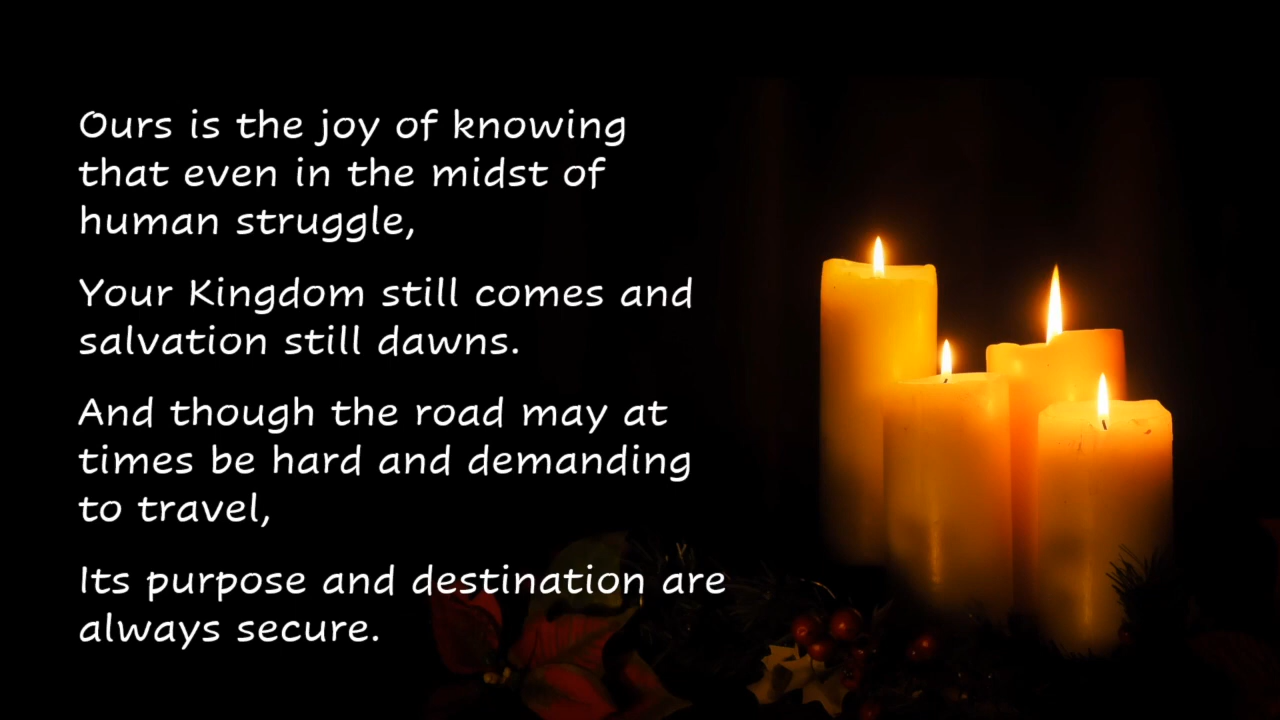 Ours is the joy of knowing
that even in the midst of
human struggle,
Your Kingdom still comes and
salvation still dawns.
And though the road may at
times be hard and demanding
to travel,
Its purpose and destination are
always secure.